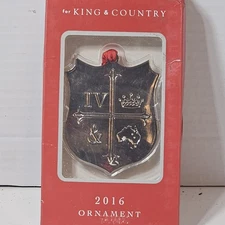 for KING & COUNTRY
IV
&
2016
ORNAMENT